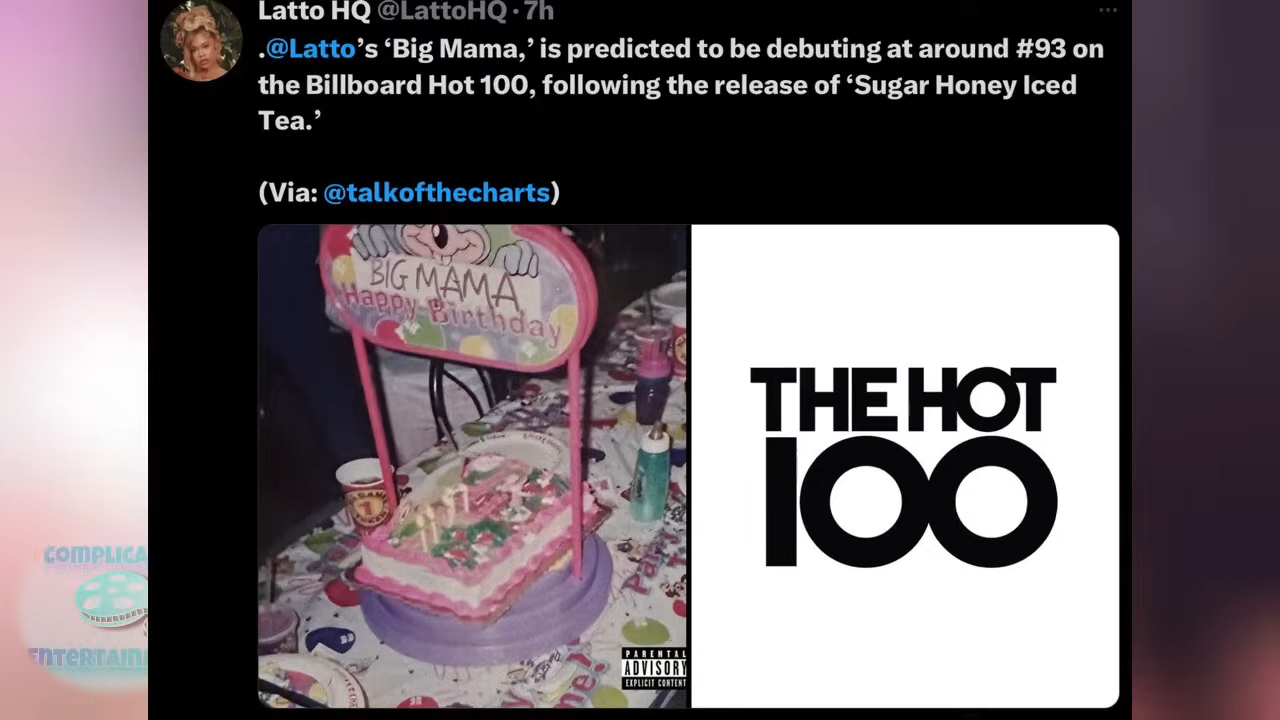 Latto HQ @LattoHQ · 7h
.@Latto’s ‘Big Mama,’ is predicted to be debuting at around #93 on
the Billboard Hot 100, following the release of ‘Sugar Honey Iced
Tea.’
(Via: @talkofthecharts)
BIG MAMA
Happy Birthday
PARENTAL
ADVISORY
EXPLICIT CONTENT
THE HOT
100
COMPLICA
ENTERTAIN